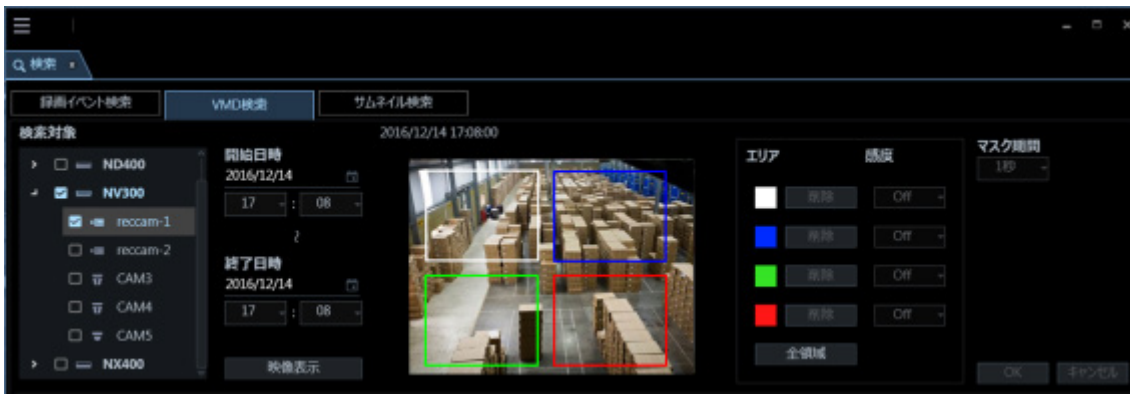 検索
録画イベント検索
VMD検索
サムネイル検索
検索対象
2016/12/14 17:08:00
ND400
NV300
reccam-1
reccam-2
CAM3
CAM4
CAM5
NX400
開始日時
2016/12/14
17 : 08
~
終了日時
2016/12/14
17 : 08
映像表示
エリア 感度
削除 Off
削除 Off
削除 Off
削除 Off
全領域
マスク期間
1秒
OK キャンセル